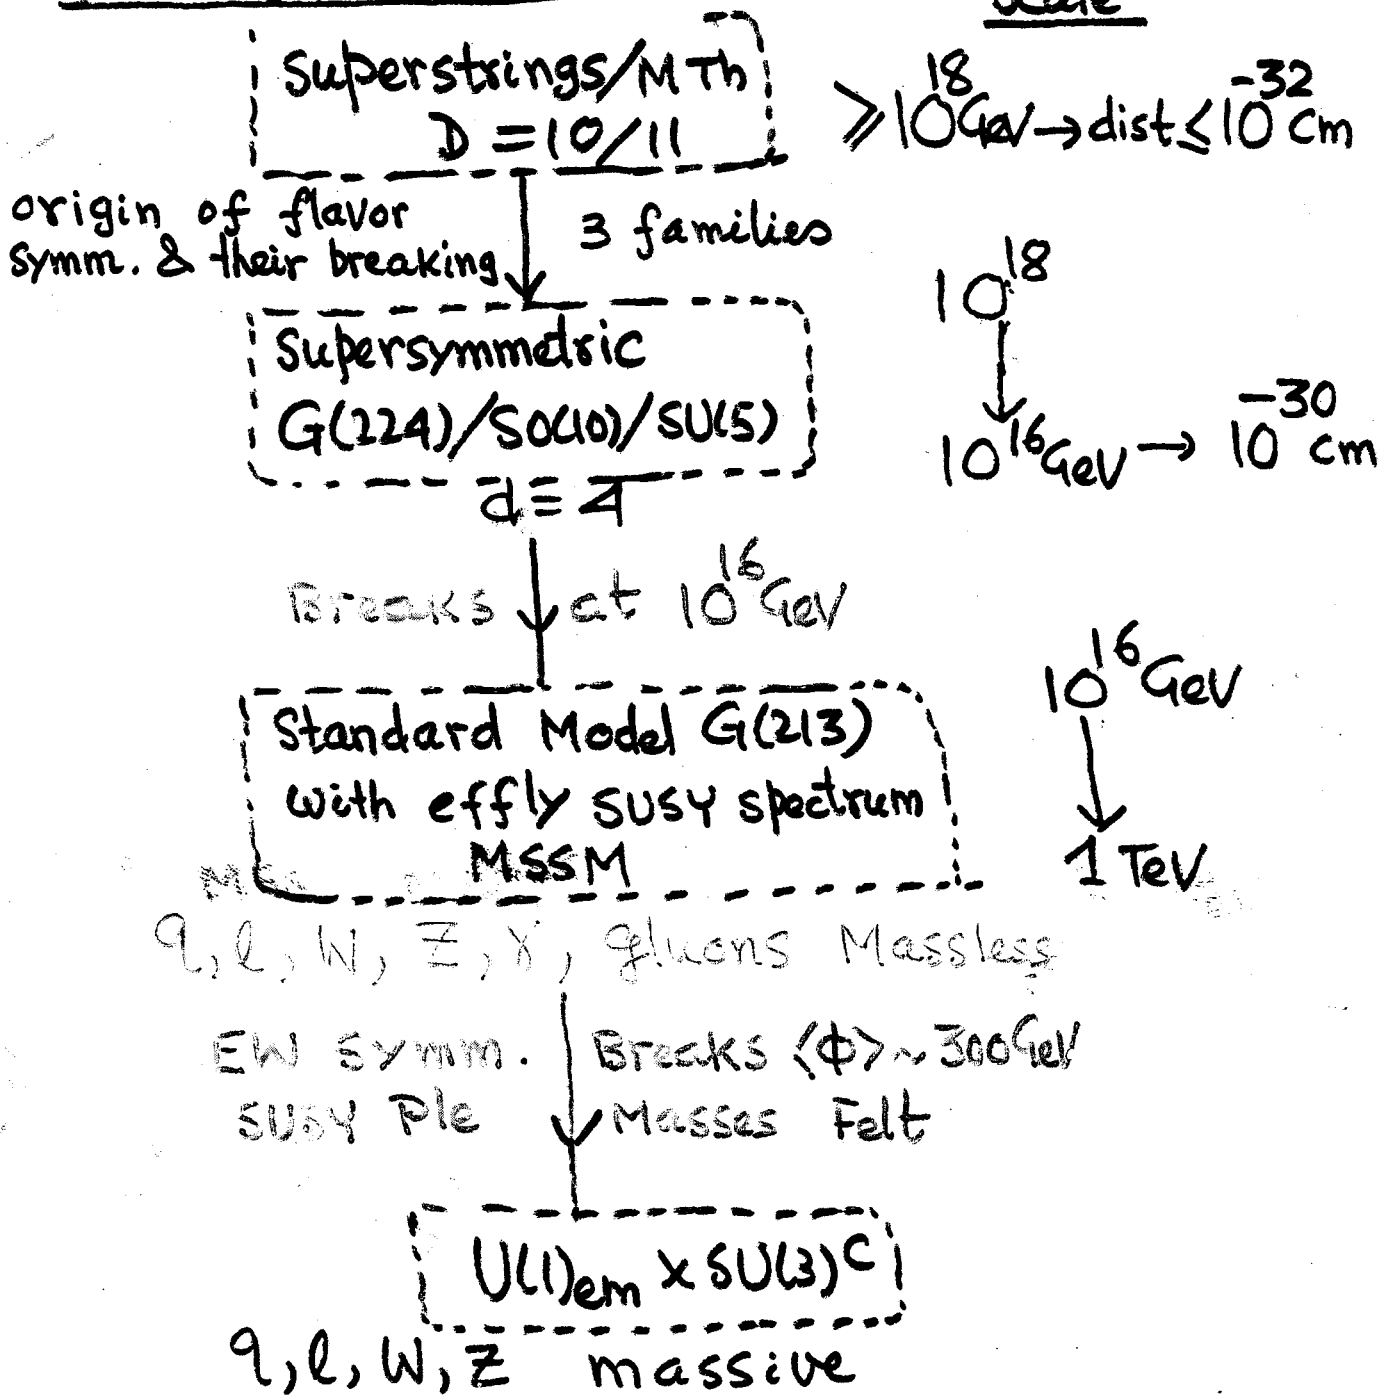 Scale
Superstrings/M Th
D = 10/11
≥ 10^18 GeV → dist ≤ 10^-32 cm
origin of flavor
symm. & their breaking
3 families
10^18
Supersymmetric
G(224)/SO(10)/SU(5)
10^16 GeV → 10^-30 cm
d = 4
Breaks at 10^16 GeV
10^16 GeV
Standard Model G(213)
with effly SUSY spectrum
MSSM
1 TeV
q, l, W, Z, γ, gluons Massless
EW Symm. Breaks ⟨Φ⟩ ~ 300 GeV
SUSY Ple Masses Felt
U(1)em x SU(3)^C
q, l, W, Z massive